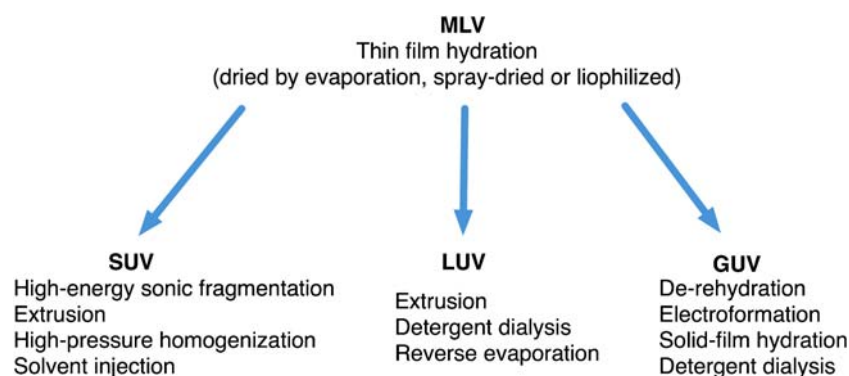 MLV
Thin film hydration
(dried by evaporation, spray-dried or liophilized)
SUV
High-energy sonic fragmentation
Extrusion
High-pressure homogenization
Solvent injection
LUV
Extrusion
Detergent dialysis
Reverse evaporation
GUV
De-rehydration
Electroformation
Solid-film hydration
Detergent dialysis